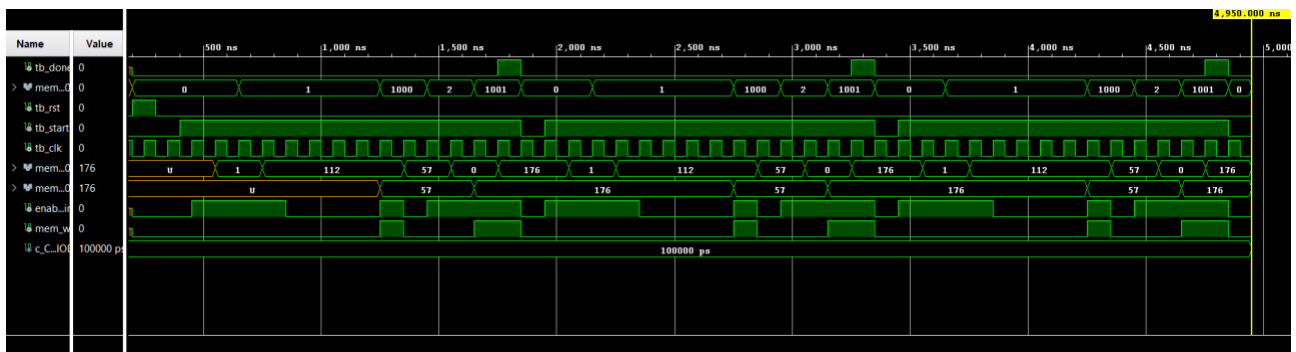 4,950.000 ns
Name Value
500 ns 1,000 ns 1,500 ns 2,000 ns 2,500 ns 3,000 ns 3,500 ns 4,000 ns 4,500 ns 5,000
tb_done 0
> mem...0 0 0 1 1000 2 1001 0 1 1000 2 1001 0 1 1000 2 1001 0
tb_rst 0
tb_start 0
tb_clk 0
> mem...0 176 U 1 112 57 0 176 1 112 57 0 176 1 112 57 0 176
> mem...0 176 U 57 176 57 176 57 176
enab...ir 0
mem_w 0
c_C...IOD 100000 ps 100000 ps